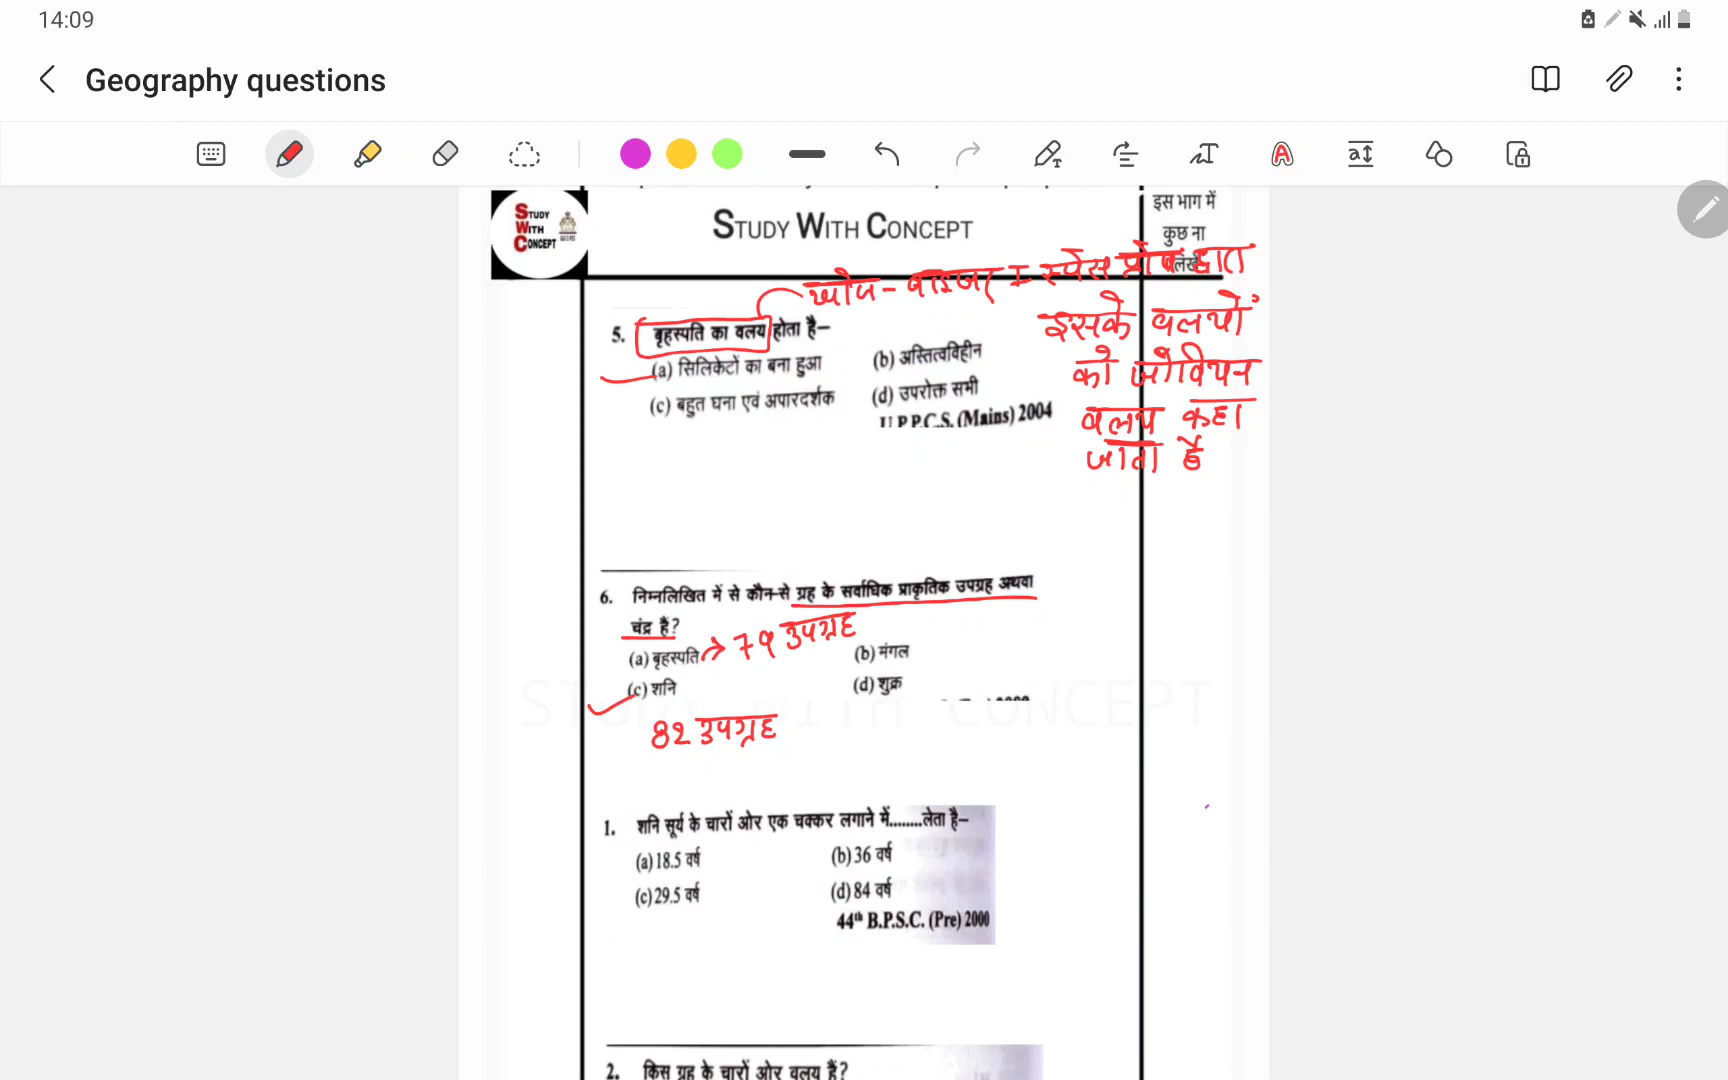 14:09
Geography questions
STUDY WITH CONCEPT
STUDY WITH CONCEPT
इस भाग में
कुछ ना
लिखें
खोज - वाइजर I स्पेस प्रोब द्वारा
इसके वलयों
को जोवियन
वलय कहा
जाता है
5. बृहस्पति का वलय होता है–
(a) सिलिकेटों का बना हुआ (b) अस्तित्वविहीन
(c) बहुत घना एवं अपारदर्शक (d) उपरोक्त सभी
U.P.P.C.S. (Mains) 2004
6. निम्नलिखित में से कौन-से ग्रह के सर्वाधिक प्राकृतिक उपग्रह अथवा
चंद्र हैं?
(a) बृहस्पति → 79 उपग्रह (b) मंगल
(c) शनि (d) शुक्र
82 उपग्रह
STUDY WITH CONCEPT
1. शनि सूर्य के चारों ओर एक चक्कर लगाने में........लेता है–
(a) 18.5 वर्ष (b) 36 वर्ष
(c) 29.5 वर्ष (d) 84 वर्ष
44th B.P.S.C. (Pre) 2000
2. किस ग्रह के चारों ओर वलय हैं?